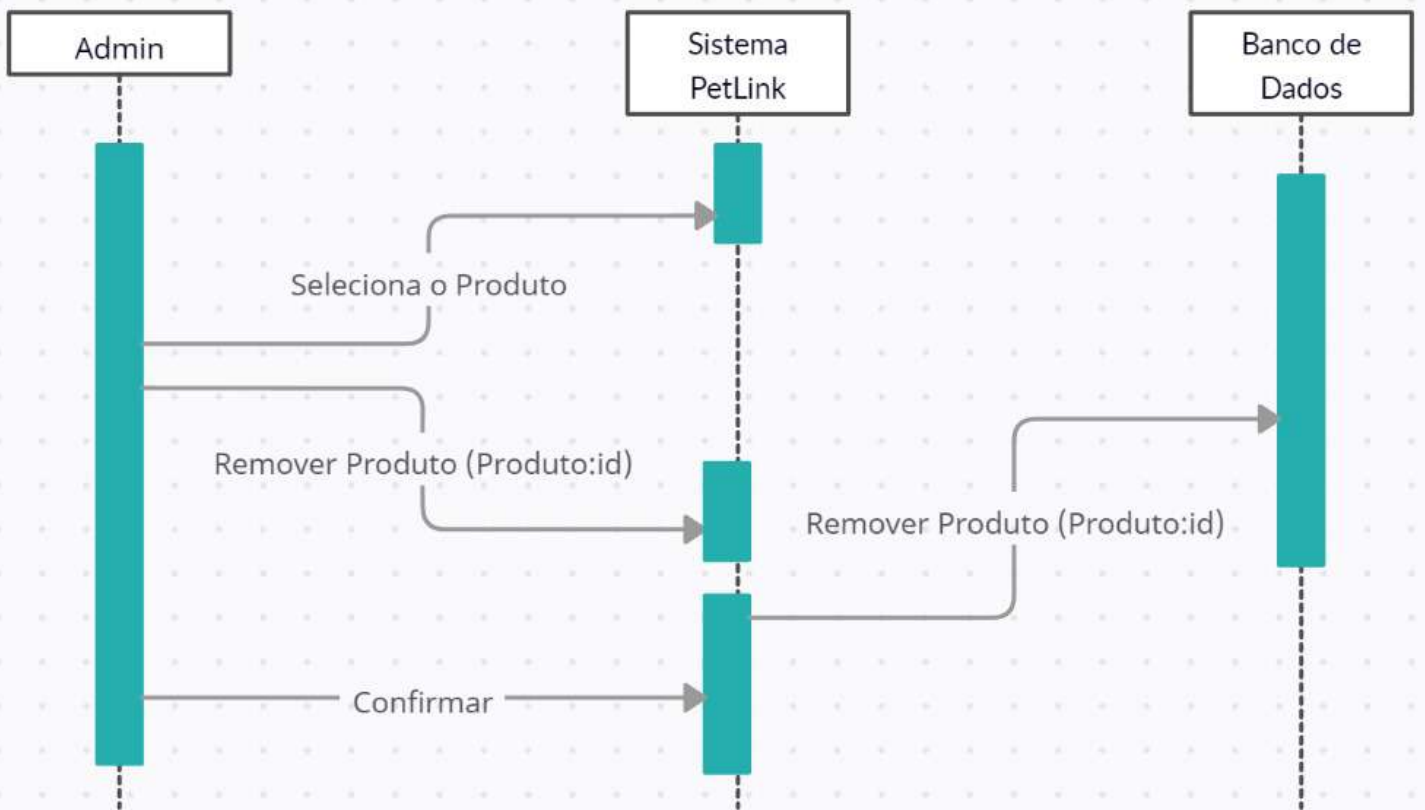 Admin
Sistema
PetLink
Banco de
Dados
Seleciona o Produto
Remover Produto (Produto:id)
Remover Produto (Produto:id)
Confirmar